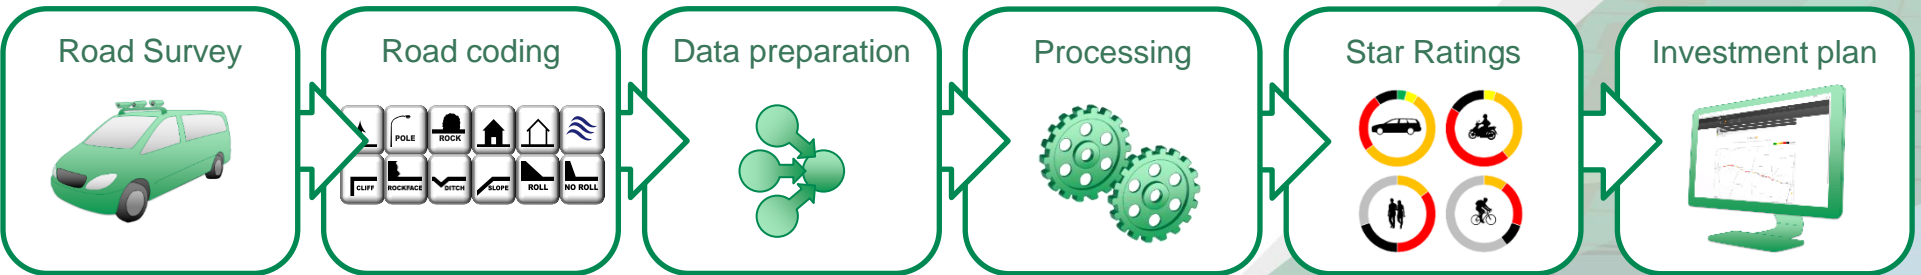 Road Survey
Road coding
Data preparation
Processing
Star Ratings
Investment plan
POLE
ROCK
CLIFF
ROCKFACE
DITCH
SLOPE
ROLL
NO ROLL